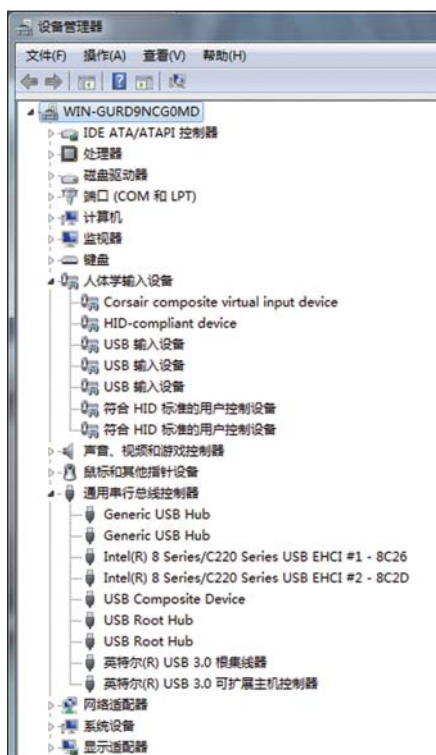 设备管理器
文件(F) 操作(A) 查看(V) 帮助(H)
WIN-GURD9NCG0MD
IDE ATA/ATAPI 控制器
处理器
磁盘驱动器
端口 (COM 和 LPT)
计算机
监视器
键盘
人体学输入设备
Corsair composite virtual input device
HID-compliant device
USB 输入设备
USB 输入设备
USB 输入设备
符合 HID 标准的用户控制设备
符合 HID 标准的用户控制设备
声音、视频和游戏控制器
鼠标和其他指针设备
通用串行总线控制器
Generic USB Hub
Generic USB Hub
Intel(R) 8 Series/C220 Series USB EHCI #1 - 8C26
Intel(R) 8 Series/C220 Series USB EHCI #2 - 8C2D
USB Composite Device
USB Root Hub
USB Root Hub
英特尔(R) USB 3.0 根集线器
英特尔(R) USB 3.0 可扩展主机控制器
网络适配器
系统设备
显示适配器